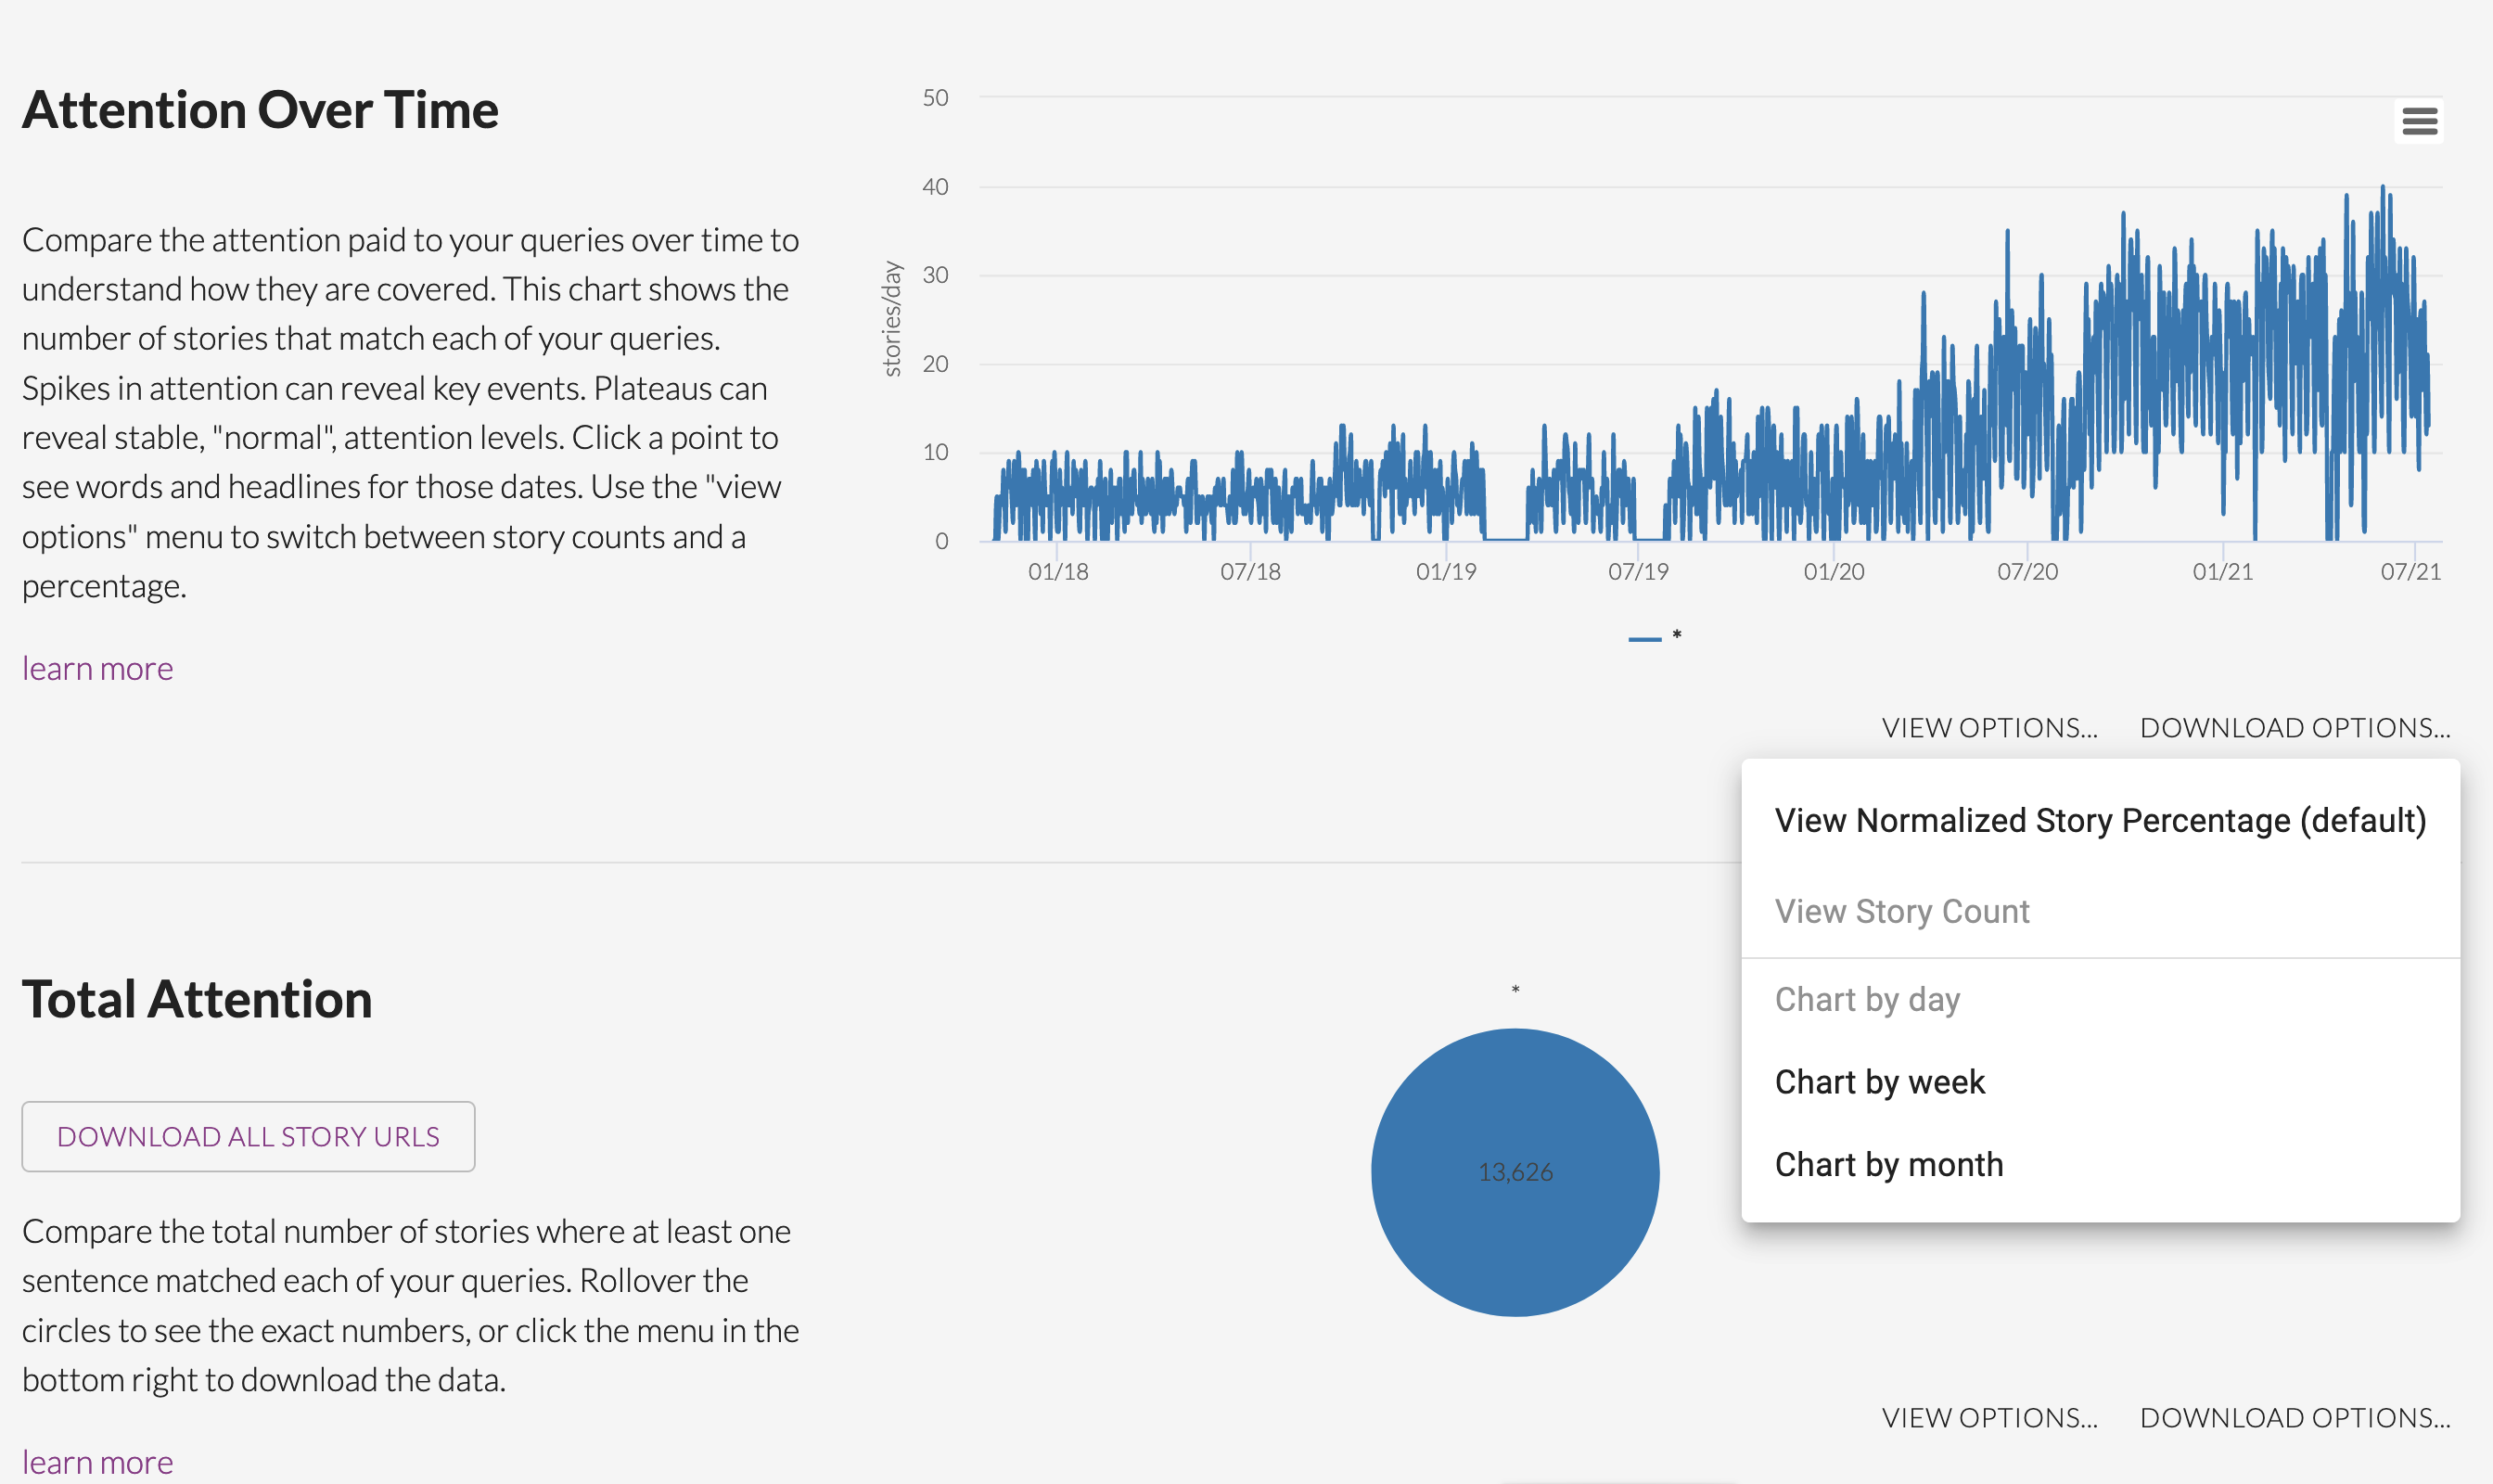 Attention Over Time
Compare the attention paid to your queries over time to
understand how they are covered. This chart shows the
number of stories that match each of your queries.
Spikes in attention can reveal key events. Plateaus can
reveal stable, "normal", attention levels. Click a point to
see words and headlines for those dates. Use the "view
options" menu to switch between story counts and a
percentage.
learn more
stories/day
50
40
30
20
10
0
01/18 07/18 01/19 07/19 01/20 07/20 01/21 07/21
*
VIEW OPTIONS... DOWNLOAD OPTIONS...
View Normalized Story Percentage (default)
View Story Count
Chart by day
Chart by week
Chart by month
Total Attention
DOWNLOAD ALL STORY URLS
Compare the total number of stories where at least one
sentence matched each of your queries. Rollover the
circles to see the exact numbers, or click the menu in the
bottom right to download the data.
learn more
*
13,626
VIEW OPTIONS... DOWNLOAD OPTIONS...